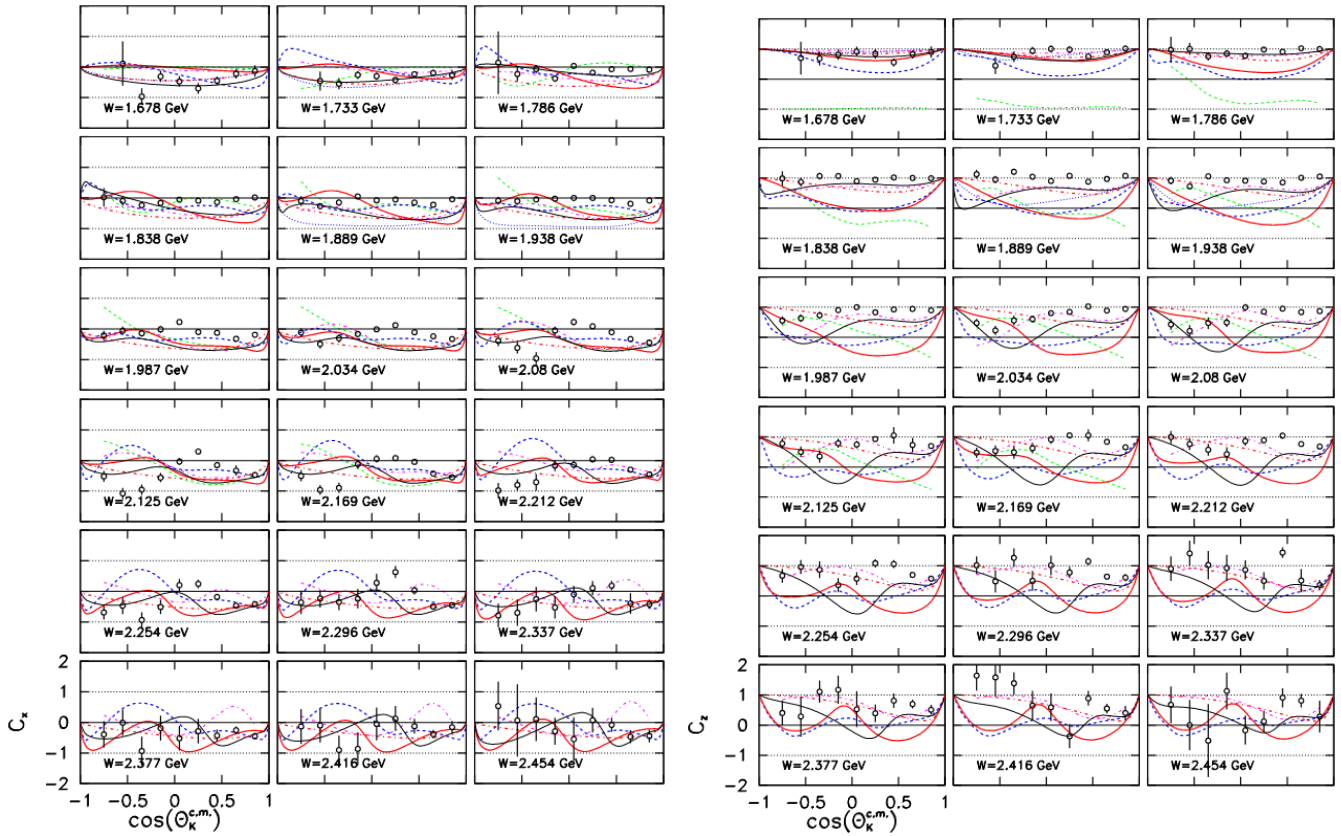 W=1.678 GeV W=1.733 GeV W=1.786 GeV
W=1.838 GeV W=1.889 GeV W=1.938 GeV
W=1.987 GeV W=2.034 GeV W=2.08 GeV
W=2.125 GeV W=2.169 GeV W=2.212 GeV
W=2.254 GeV W=2.296 GeV W=2.337 GeV
2
1
0
-1
-2
Cx
W=2.377 GeV W=2.416 GeV W=2.454 GeV
-1 -0.5 0 0.5 1
cos(Θ_K^c.m.)
W=1.678 GeV W=1.733 GeV W=1.786 GeV
W=1.838 GeV W=1.889 GeV W=1.938 GeV
W=1.987 GeV W=2.034 GeV W=2.08 GeV
W=2.125 GeV W=2.169 GeV W=2.212 GeV
W=2.254 GeV W=2.296 GeV W=2.337 GeV
2
1
0
-1
-2
Cz
W=2.377 GeV W=2.416 GeV W=2.454 GeV
-1 -0.5 0 0.5 1
cos(Θ_K^c.m.)